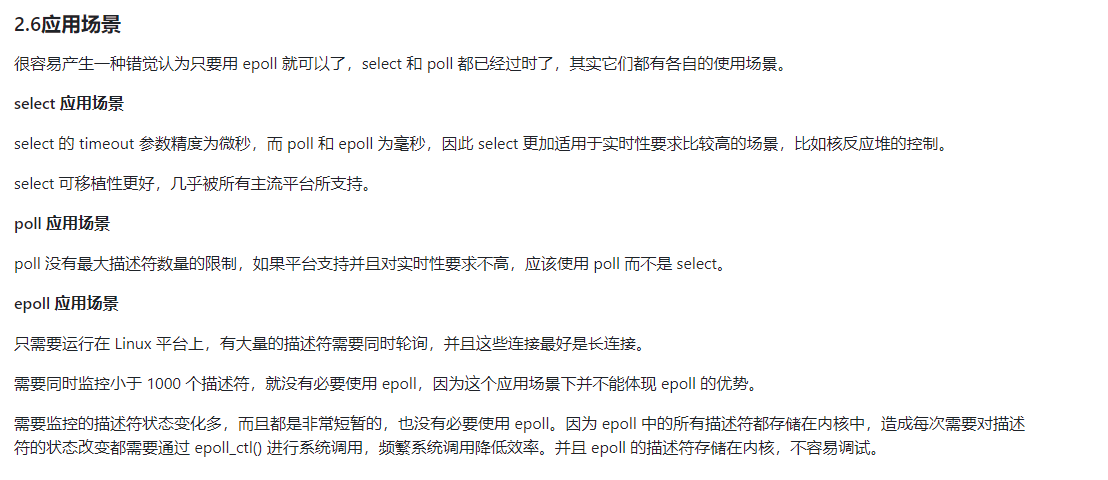 2.6应用场景
很容易产生一种错觉认为只要用 epoll 就可以了，select 和 poll 都已经过时了，其实它们都有各自的使用场景。
select 应用场景
select 的 timeout 参数精度为微秒，而 poll 和 epoll 为毫秒，因此 select 更加适用于实时性要求比较高的场景，比如核反应堆的控制。
select 可移植性更好，几乎被所有主流平台所支持。
poll 应用场景
poll 没有最大描述符数量的限制，如果平台支持并且对实时性要求不高，应该使用 poll 而不是 select。
epoll 应用场景
只需要运行在 Linux 平台上，有大量的描述符需要同时轮询，并且这些连接最好是长连接。
需要同时监控小于 1000 个描述符，就没有必要使用 epoll，因为这个应用场景下并不能体现 epoll 的优势。
需要监控的描述符状态变化多，而且都是非常短暂的，也没有必要使用 epoll。因为 epoll 中的所有描述符都存储在内核中，造成每次需要对描述
符的状态改变都需要通过 epoll_ctl() 进行系统调用，频繁系统调用降低效率。并且 epoll 的描述符存储在内核，不容易调试。